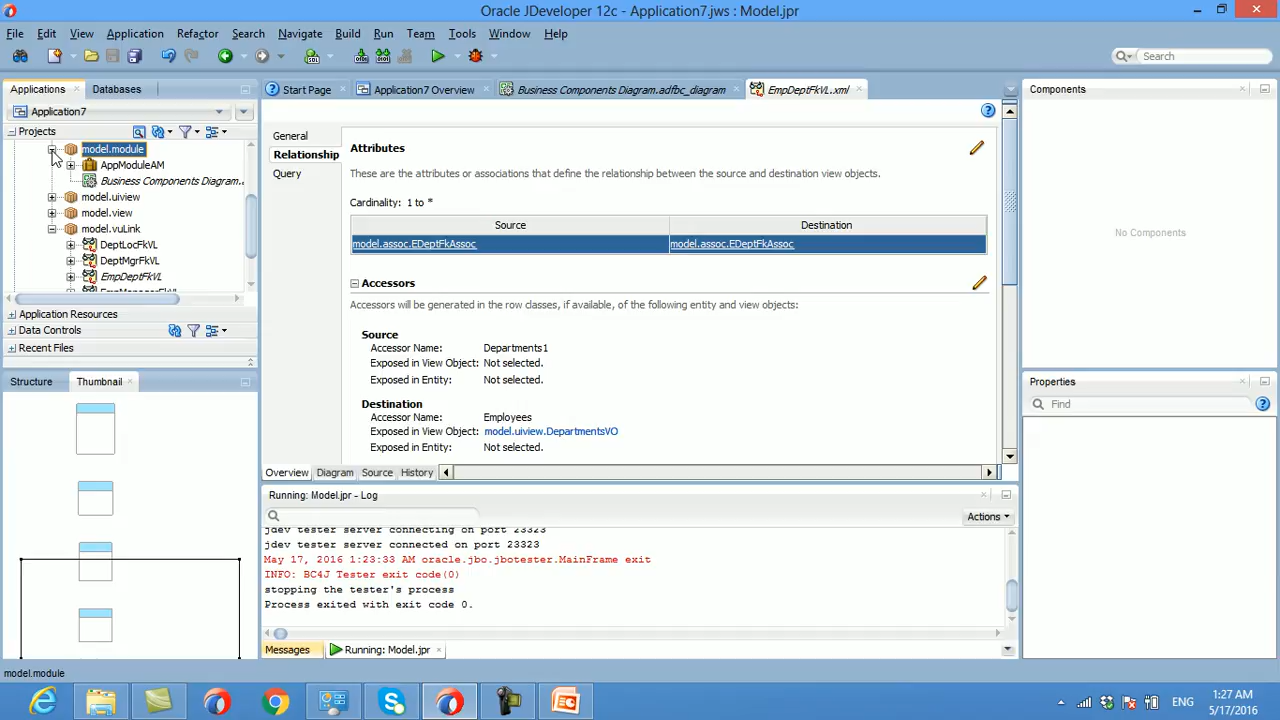 Oracle JDeveloper 12c - Application7.jws : Model.jpr
File Edit View Application Refactor Search Navigate Build Run Team Tools Window Help
Search
Applications Databases
Start Page Application7 Overview Business Components Diagram.adfbc_diagram EmpDeptFkVL.xml
Components
Application7
Projects
model.module
AppModuleAM
Business Components Diagram.
model.uiview
model.view
model.vuLink
DeptLocFkVL
DeptMgrFkVL
EmpDeptFkVL
EmpManagerFkVL
Application Resources
Data Controls
Recent Files
General
Relationship
Query
Attributes
These are the attributes or associations that define the relationship between the source and destination view objects.
Cardinality: 1 to *
Source Destination
model.assoc.EDeptFkAssoc model.assoc.EDeptFkAssoc
Accessors
Accessors will be generated in the row classes, if available, of the following entity and view objects:
Source
Accessor Name: Departments1
Exposed in View Object: Not selected.
Exposed in Entity: Not selected.
Destination
Accessor Name: Employees
Exposed in View Object: model.uiview.DepartmentsVO
Exposed in Entity: Not selected.
Overview Diagram Source History
No Components
Structure Thumbnail
Properties
Find
Running: Model.jpr - Log
Actions
jdev tester server connecting on port 23323
jdev tester server connected on port 23323
May 17, 2016 1:23:33 AM oracle.jbo.jbotester.MainFrame exit
INFO: BC4J Tester exit code(0)
stopping the tester's process
Process exited with exit code 0.
Messages Running: Model.jpr
model.module
ENG
1:27 AM
5/17/2016